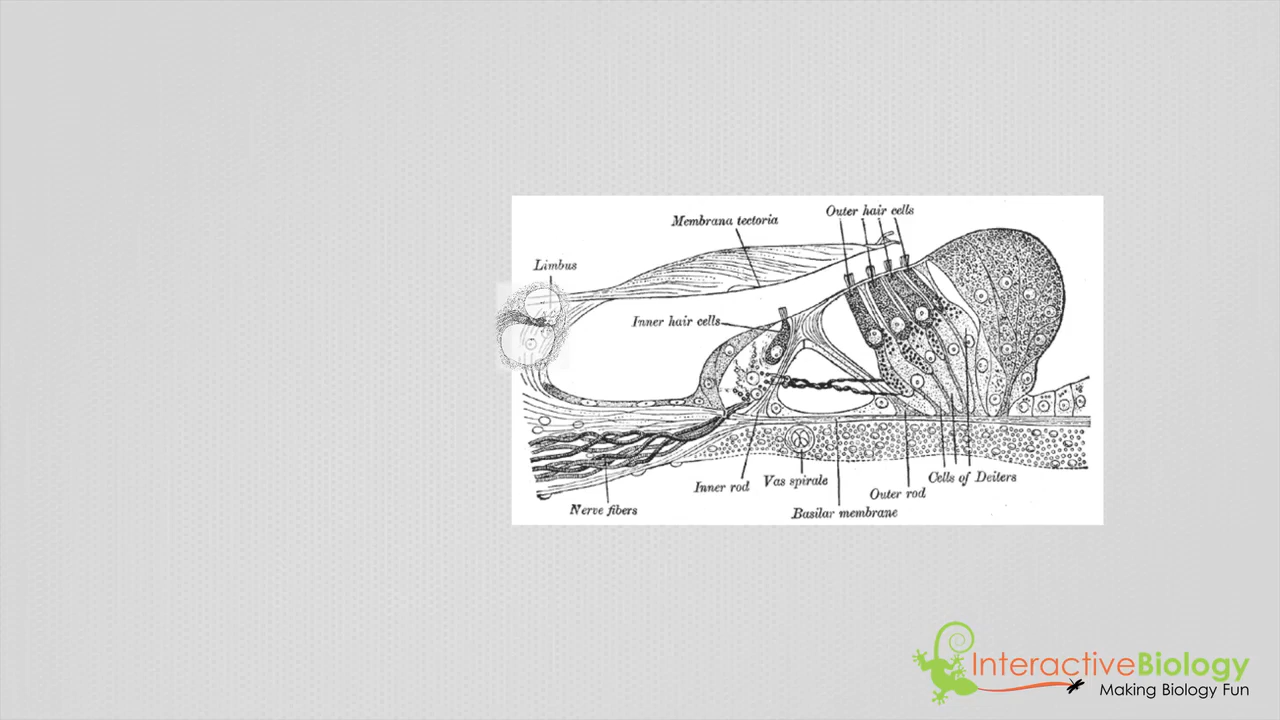 Outer hair cells
Membrana tectoria
Limbus
Inner hair cells
Cells of Deiters
Vas spirale
Inner rod
Outer rod
Nerve fibers
Basilar membrane
InteractiveBiology
Making Biology Fun